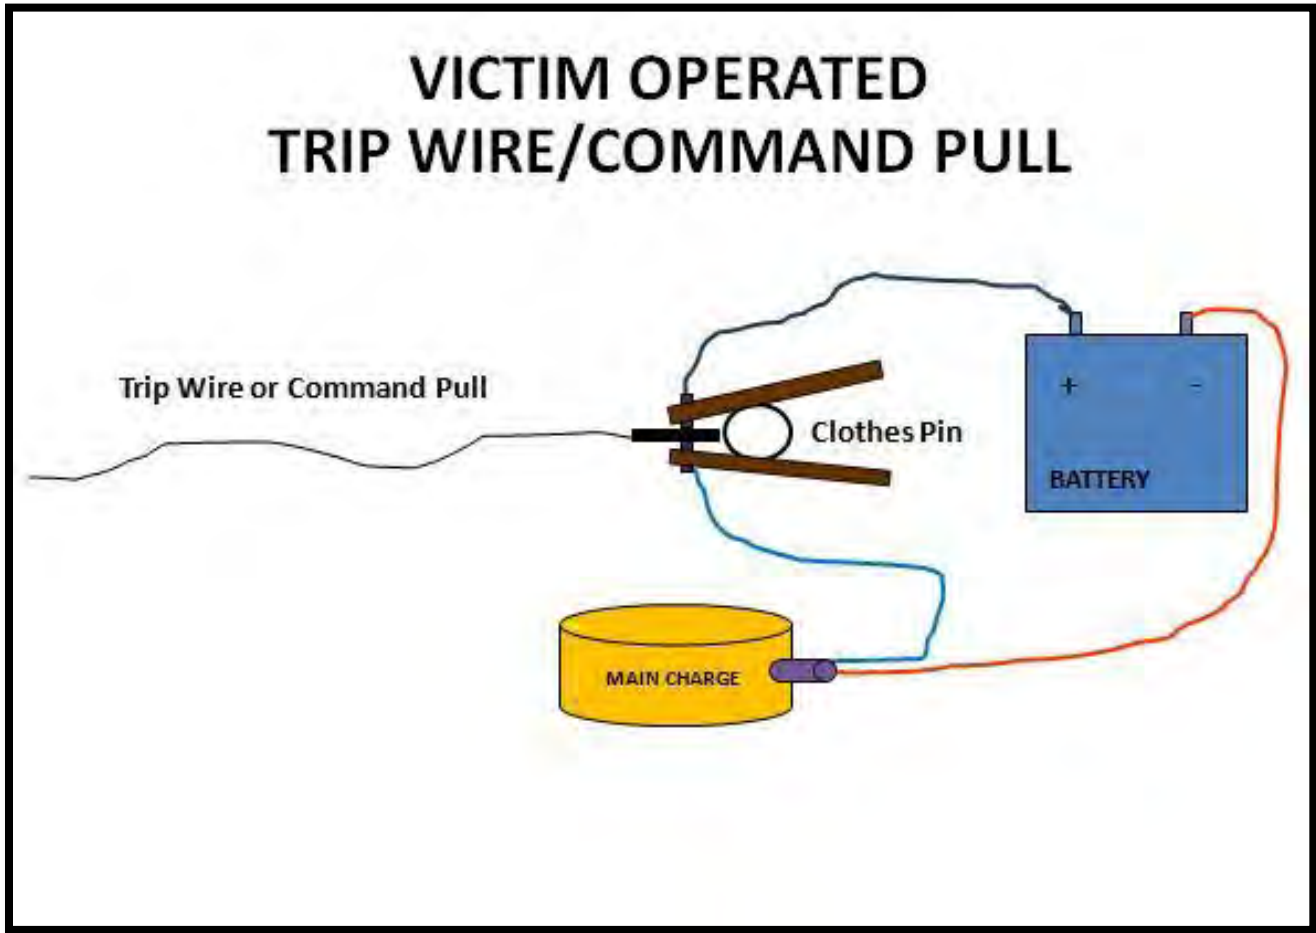 VICTIM OPERATED
TRIP WIRE/COMMAND PULL
Trip Wire or Command Pull
Clothes Pin
+ -
BATTERY
MAIN CHARGE